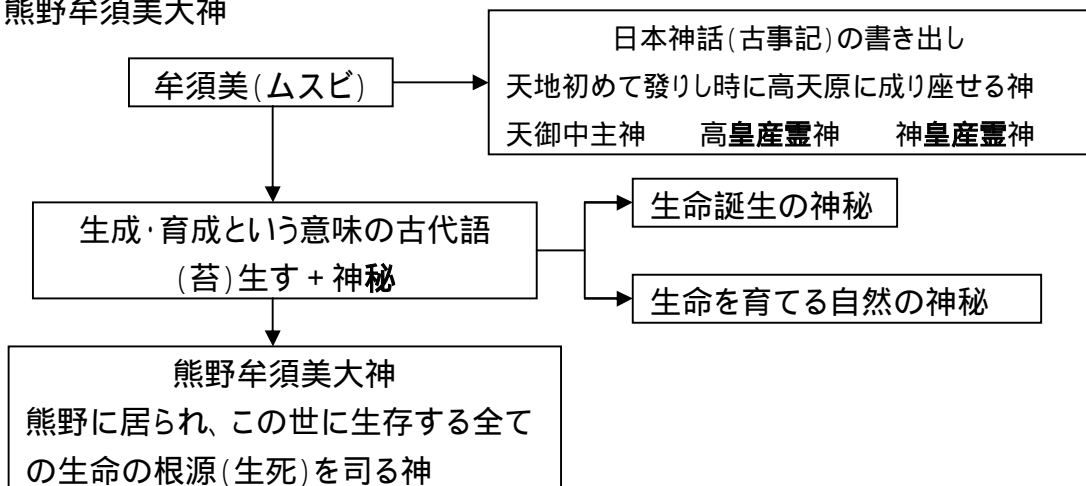 熊野牟須美大神
日本神話(古事記)の書き出し
牟須美(ムスビ)
天地初めて發りし時に高天原に成り座せる神
天御中主神 高皇産霊神 神皇産霊神
生命誕生の神秘
生成・育成という意味の古代語
(苔)生す+神秘
生命を育てる自然の神秘
熊野牟須美大神
熊野に居られ、この世に生存する全て
の生命の根源(生死)を司る神